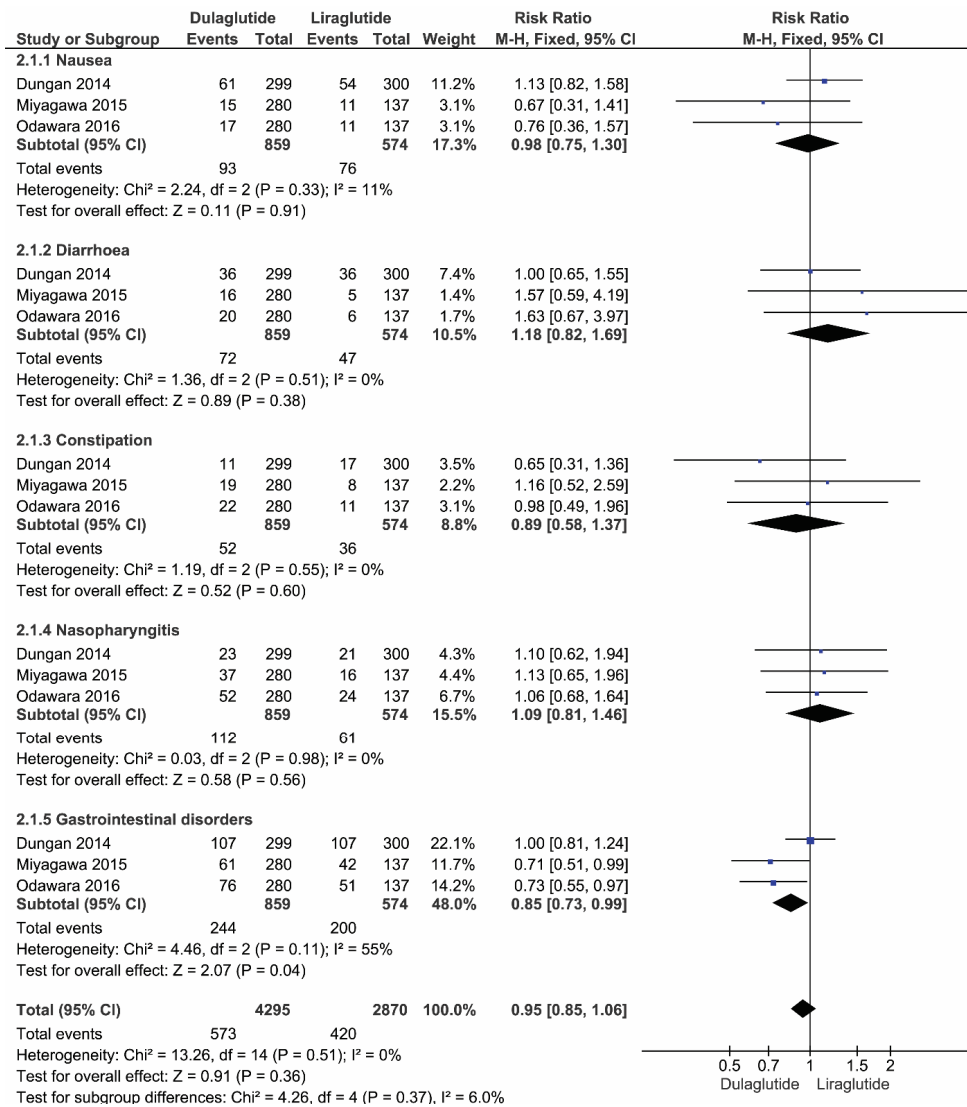 Dulaglutide Liraglutide Risk Ratio Risk Ratio
Study or Subgroup Events Total Events Total Weight M-H, Fixed, 95% CI M-H, Fixed, 95% CI
2.1.1 Nausea
Dungan 2014 61 299 54 300 11.2% 1.13 [0.82, 1.58]
Miyagawa 2015 15 280 11 137 3.1% 0.67 [0.31, 1.41]
Odawara 2016 17 280 11 137 3.1% 0.76 [0.36, 1.57]
Subtotal (95% CI) 859 574 17.3% 0.98 [0.75, 1.30]
Total events 93 76
Heterogeneity: Chi² = 2.24, df = 2 (P = 0.33); I² = 11%
Test for overall effect: Z = 0.11 (P = 0.91)
2.1.2 Diarrhoea
Dungan 2014 36 299 36 300 7.4% 1.00 [0.65, 1.55]
Miyagawa 2015 16 280 5 137 1.4% 1.57 [0.59, 4.19]
Odawara 2016 20 280 6 137 1.7% 1.63 [0.67, 3.97]
Subtotal (95% CI) 859 574 10.5% 1.18 [0.82, 1.69]
Total events 72 47
Heterogeneity: Chi² = 1.36, df = 2 (P = 0.51); I² = 0%
Test for overall effect: Z = 0.89 (P = 0.38)
2.1.3 Constipation
Dungan 2014 11 299 17 300 3.5% 0.65 [0.31, 1.36]
Miyagawa 2015 19 280 8 137 2.2% 1.16 [0.52, 2.59]
Odawara 2016 22 280 11 137 3.1% 0.98 [0.49, 1.96]
Subtotal (95% CI) 859 574 8.8% 0.89 [0.58, 1.37]
Total events 52 36
Heterogeneity: Chi² = 1.19, df = 2 (P = 0.55); I² = 0%
Test for overall effect: Z = 0.52 (P = 0.60)
2.1.4 Nasopharyngitis
Dungan 2014 23 299 21 300 4.3% 1.10 [0.62, 1.94]
Miyagawa 2015 37 280 16 137 4.4% 1.13 [0.65, 1.96]
Odawara 2016 52 280 24 137 6.7% 1.06 [0.68, 1.64]
Subtotal (95% CI) 859 574 15.5% 1.09 [0.81, 1.46]
Total events 112 61
Heterogeneity: Chi² = 0.03, df = 2 (P = 0.98); I² = 0%
Test for overall effect: Z = 0.58 (P = 0.56)
2.1.5 Gastrointestinal disorders
Dungan 2014 107 299 107 300 22.1% 1.00 [0.81, 1.24]
Miyagawa 2015 61 280 42 137 11.7% 0.71 [0.51, 0.99]
Odawara 2016 76 280 51 137 14.2% 0.73 [0.55, 0.97]
Subtotal (95% CI) 859 574 48.0% 0.85 [0.73, 0.99]
Total events 244 200
Heterogeneity: Chi² = 4.46, df = 2 (P = 0.11); I² = 55%
Test for overall effect: Z = 2.07 (P = 0.04)
Total (95% CI) 4295 2870 100.0% 0.95 [0.85, 1.06]
Total events 573 420
Heterogeneity: Chi² = 13.26, df = 14 (P = 0.51); I² = 0%
Test for overall effect: Z = 0.91 (P = 0.36)
Test for subgroup differences: Chi² = 4.26, df = 4 (P = 0.37), I² = 6.0%
0.5 0.7 1 1.5 2
Dulaglutide Liraglutide